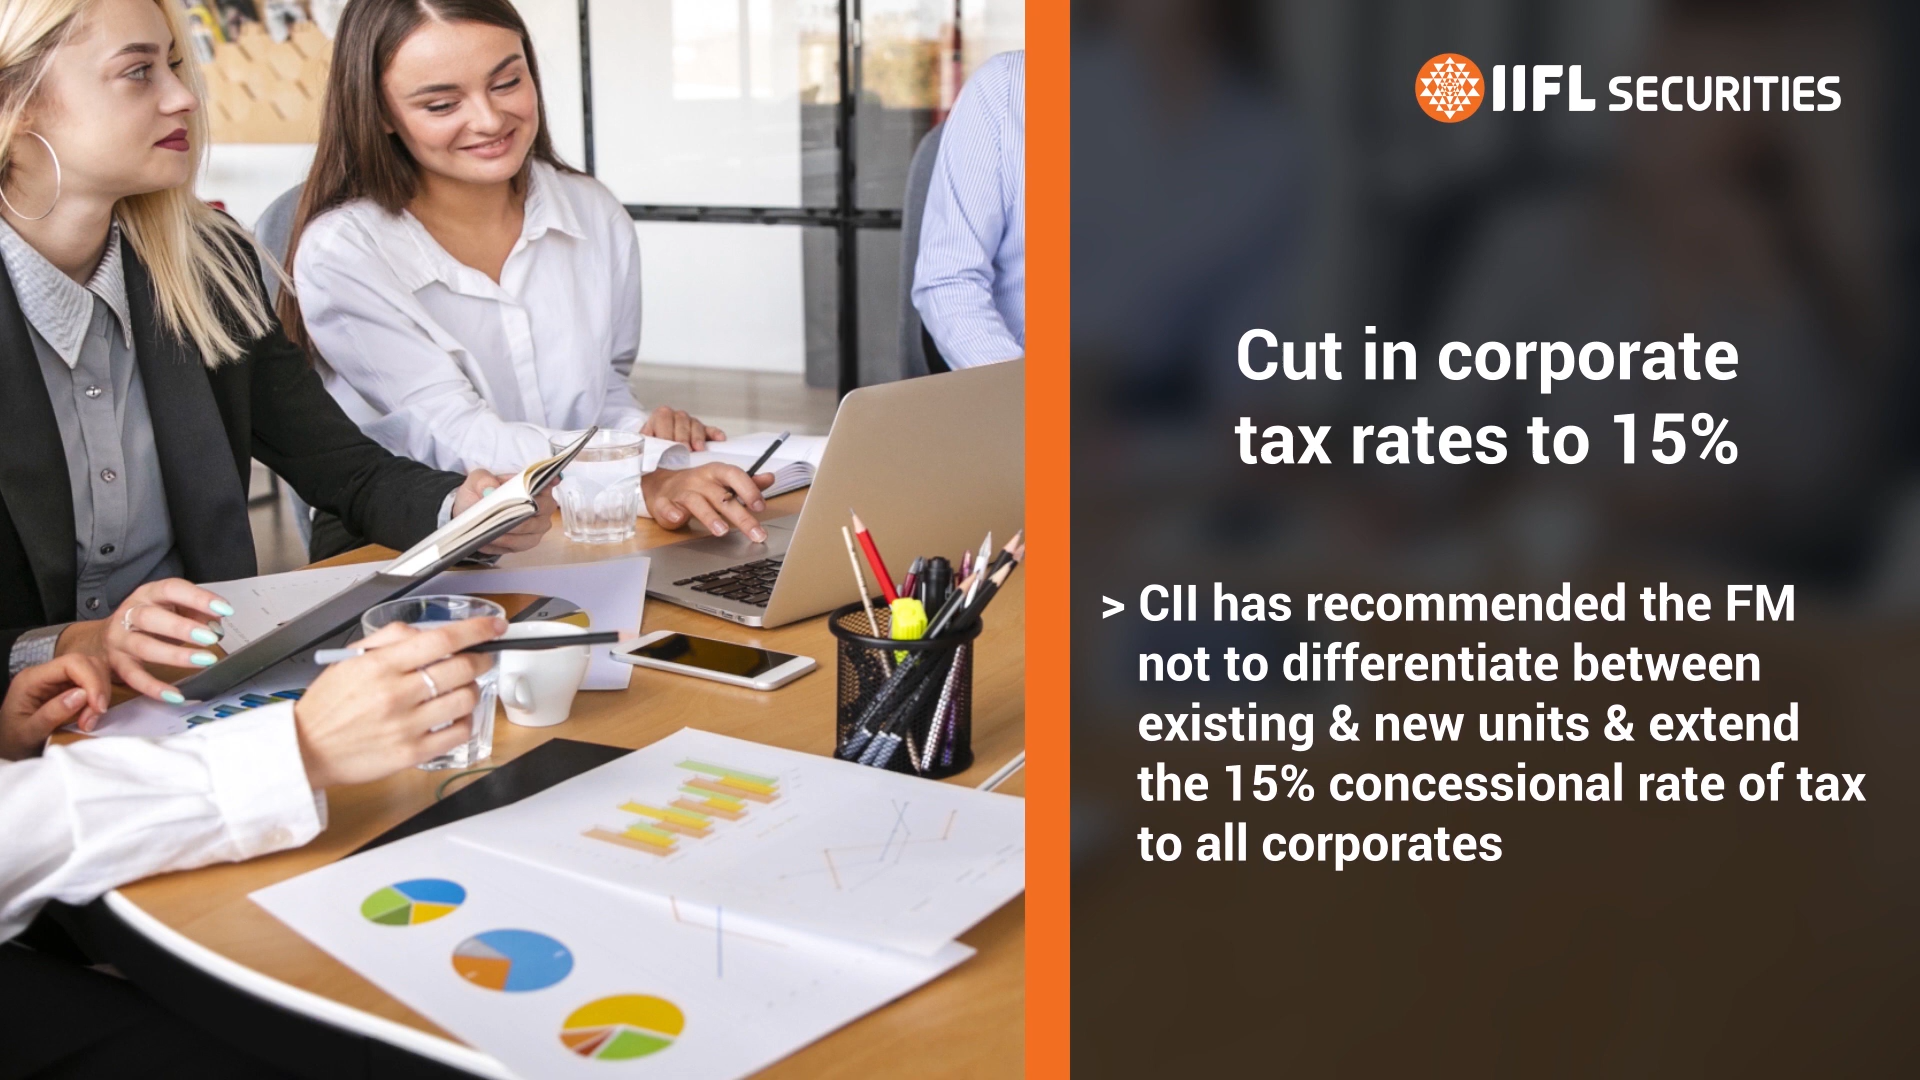 IIFL SECURITIES
Cut in corporate
tax rates to 15%
> CII has recommended the FM
not to differentiate between
existing & new units & extend
the 15% concessional rate of tax
to all corporates